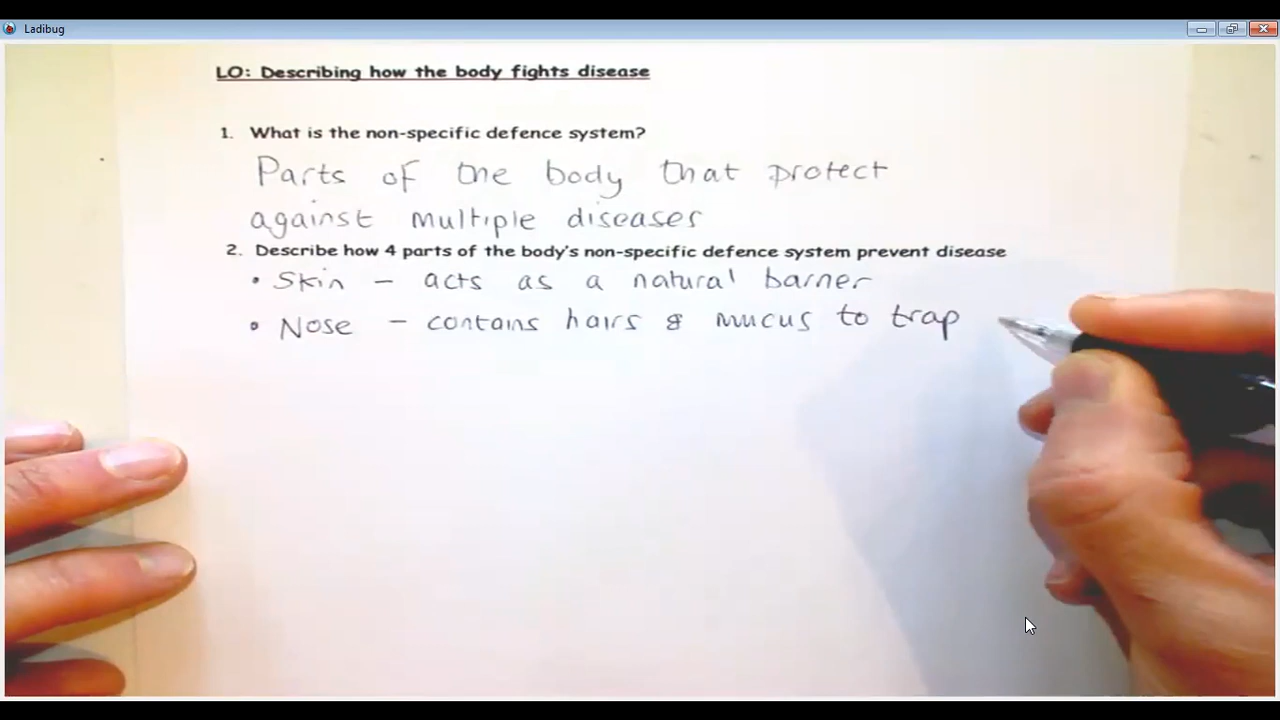 Ladibug
LO: Describing how the body fights disease
1. What is the non-specific defence system?
Parts of the body that protect
against multiple diseases
2. Describe how 4 parts of the body's non-specific defence system prevent disease
• Skin - acts as a natural barrier
• Nose - contains hairs & mucus to trap